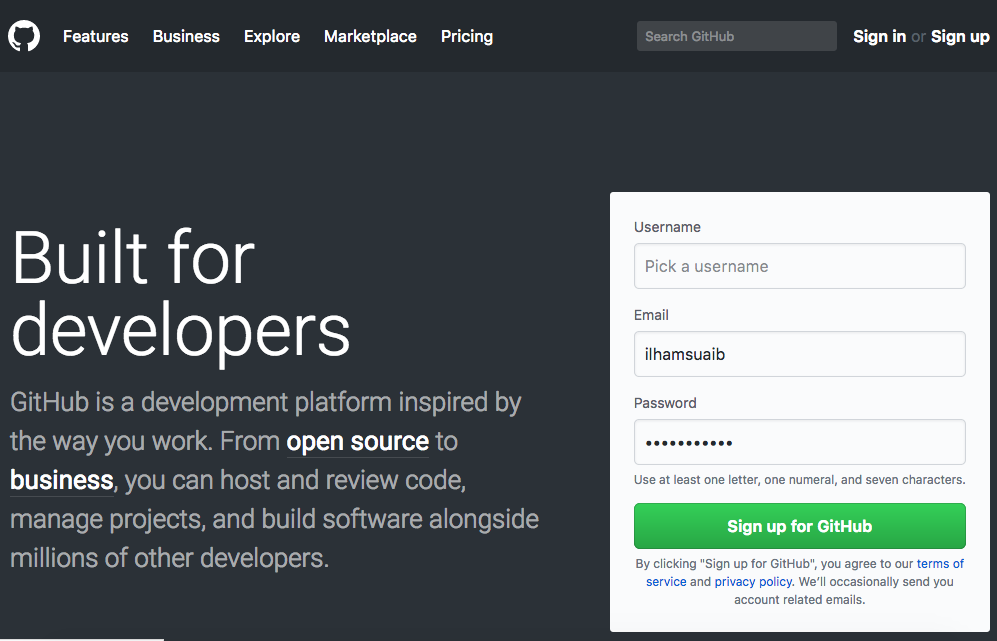 Features Business Explore Marketplace Pricing Search GitHub Sign in or Sign up
Built for
developers
GitHub is a development platform inspired by
the way you work. From open source to
business, you can host and review code,
manage projects, and build software alongside
millions of other developers.
Username
Pick a username
Email
ilhamsuaib
Password
•••••••••••
Use at least one letter, one numeral, and seven characters.
Sign up for GitHub
By clicking "Sign up for GitHub", you agree to our terms of
service and privacy policy. We’ll occasionally send you
account related emails.